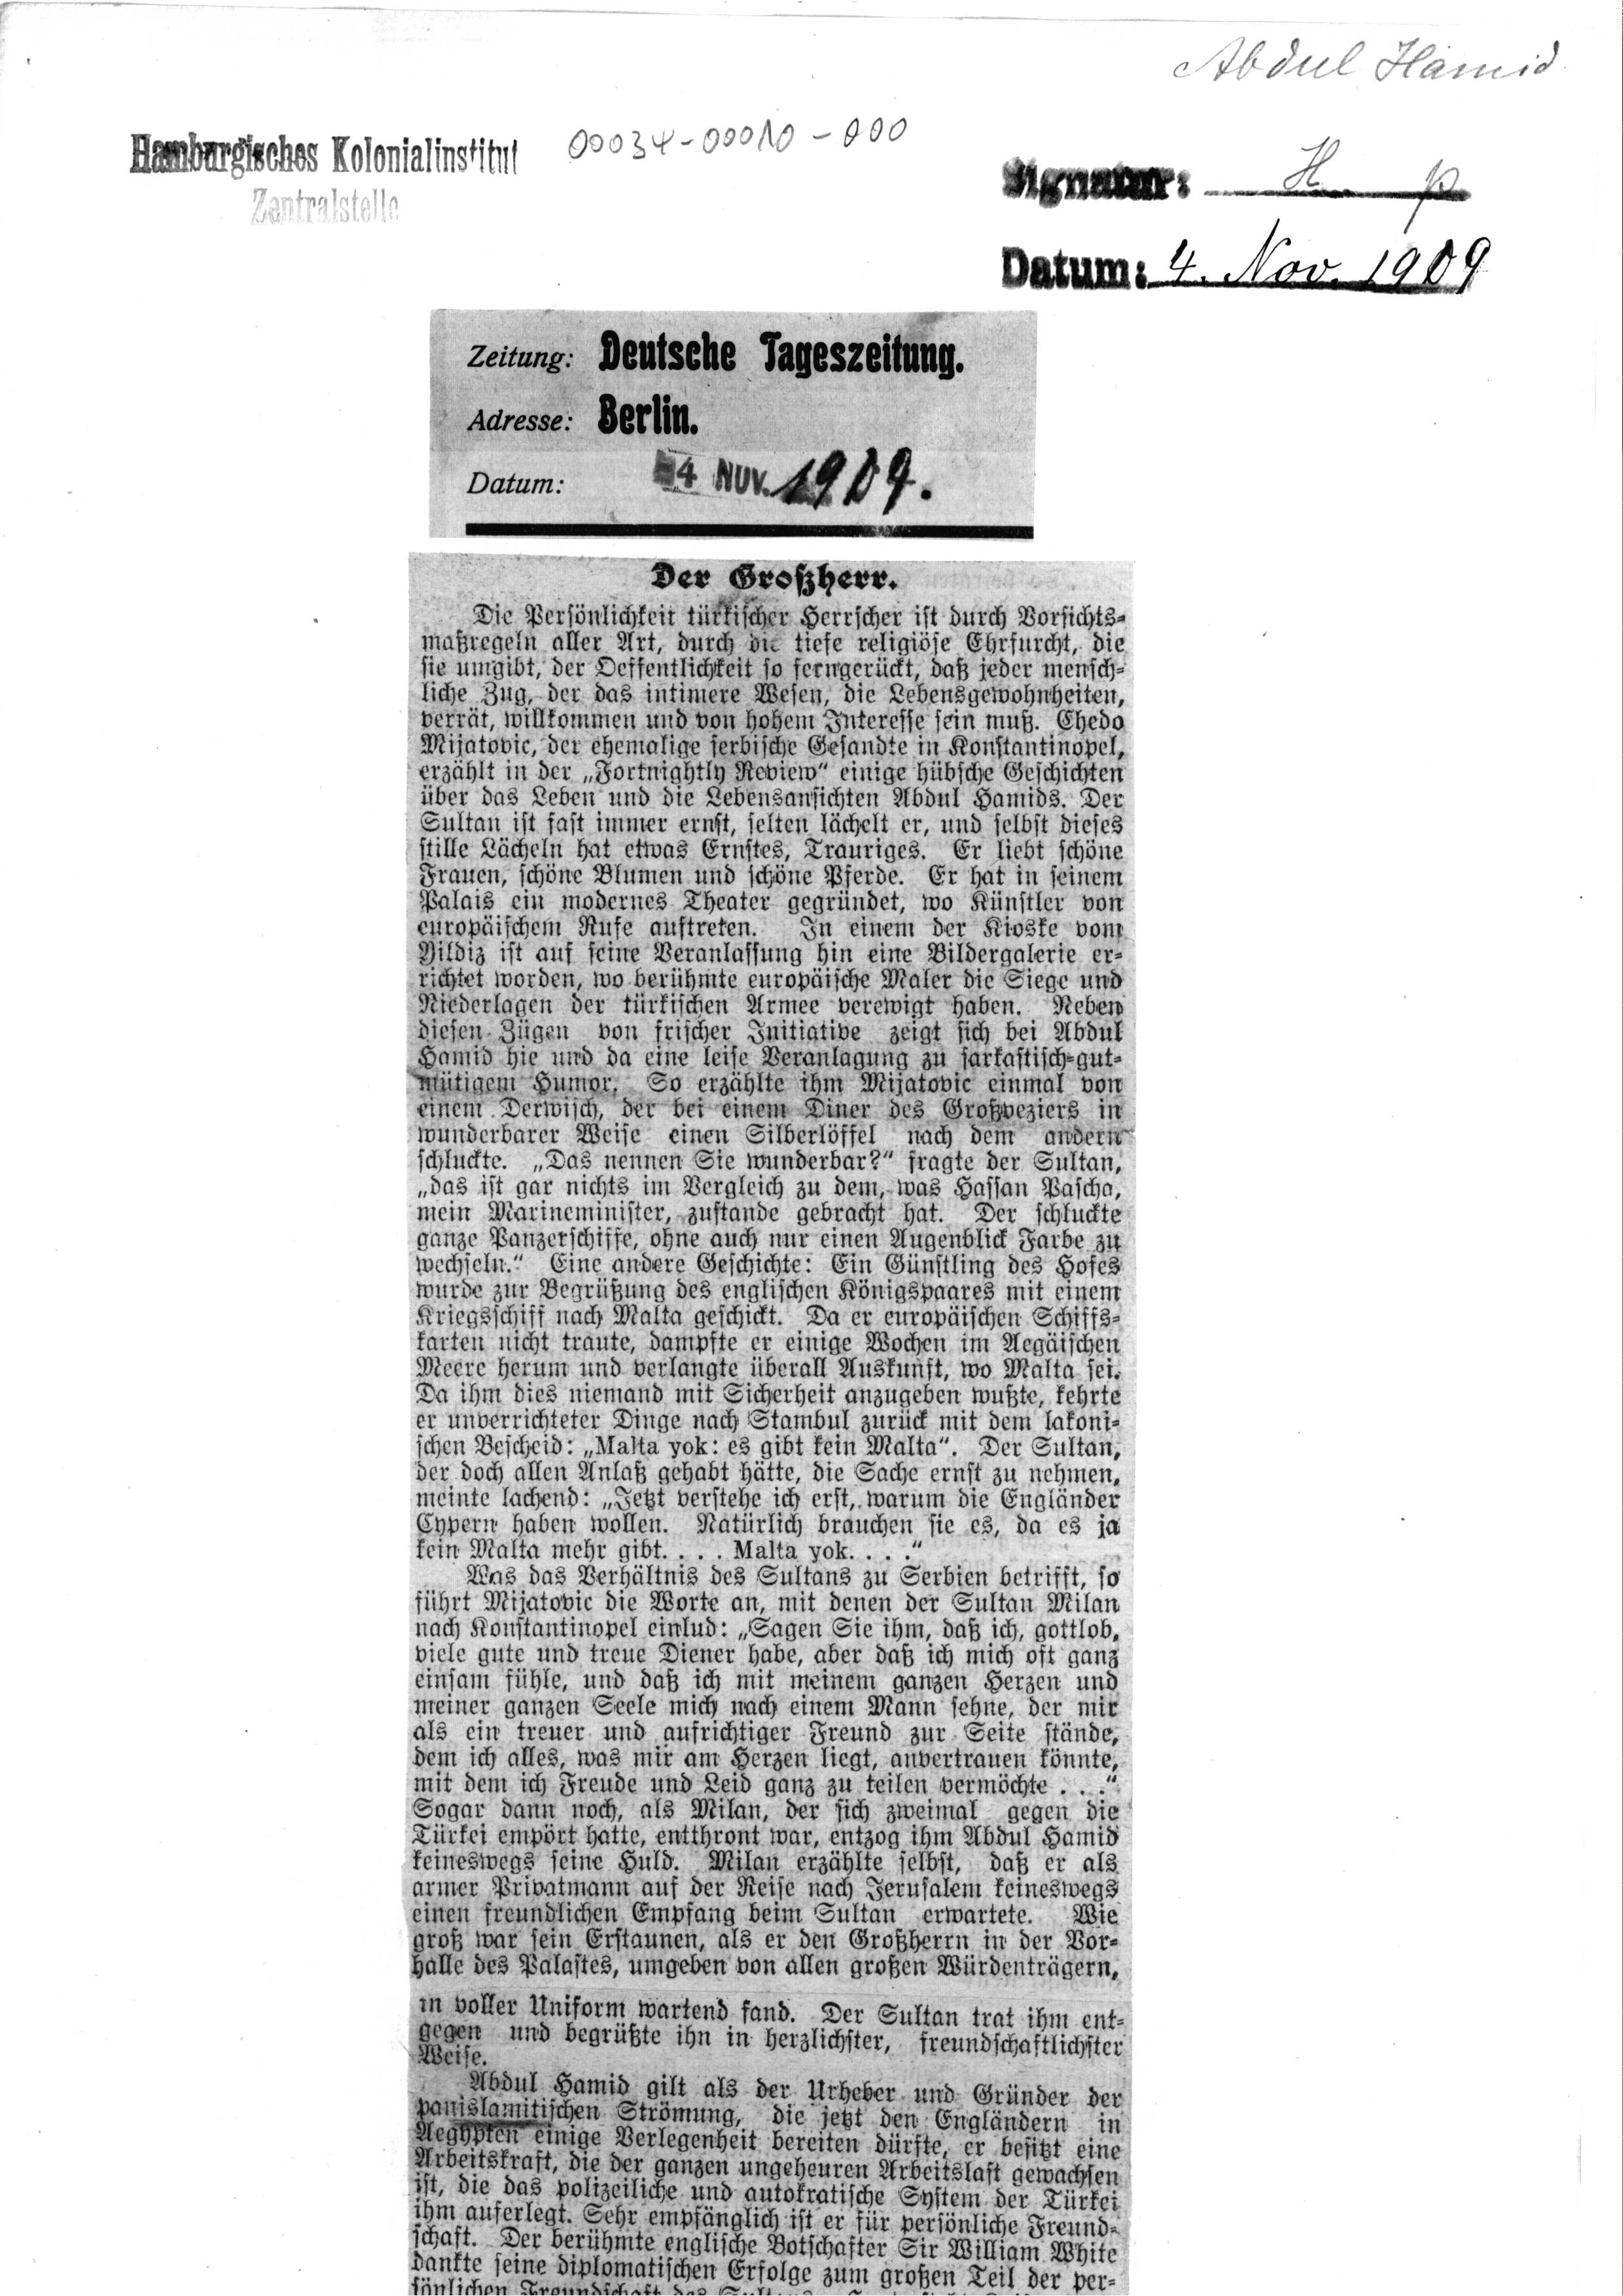 Abdul Hamid
Hamburgisches Kolonialinstitut
Zentralstelle
00034-00010-000
Signatur: H p
Datum: 4. Nov. 1909
Zeitung: Deutsche Tageszeitung.
Adresse: Berlin.
Datum: 4 NOV. 1909.
Der Großherr.
Die Persönlichkeit türkischer Herrscher ist durch Vorsichts-
maßregeln aller Art, durch die tiefe religiöse Ehrfurcht, die
sie umgibt, der Oeffentlichkeit so ferngerückt, daß jeder mensch-
liche Zug, der das intimere Wesen, die Lebensgewohnheiten,
verrät, willkommen und von hohem Interesse sein muß. Chedo
Mijatovic, der ehemalige serbische Gesandte in Konstantinopel,
erzählt in der „Fortnightly Review“ einige hübsche Geschichten
über das Leben und die Lebensansichten Abdul Hamids. Der
Sultan ist fast immer ernst, selten lächelt er, und selbst dieses
stille Lächeln hat etwas Ernstes, Trauriges. Er liebt schöne
Frauen, schöne Blumen und schöne Pferde. Er hat in seinem
Palais ein modernes Theater gegründet, wo Künstler von
europäischem Rufe auftreten. In einem der Kioske vom
Yildiz ist auf seine Veranlassung hin eine Bildergalerie er-
richtet worden, wo berühmte europäische Maler die Siege und
Niederlagen der türkischen Armee verewigt haben. Neben
diesen Zügen von frischer Initiative zeigt sich bei Abdul
Hamid hie und da eine leise Veranlagung zu sarkastisch-gut-
mütigem Humor. So erzählte ihm Mijatovic einmal von
einem Derwisch, der bei einem Diner des Großveziers in
wunderbarer Weise einen Silberlöffel nach dem andern
schluckte. „Das nennen Sie wunderbar?“ fragte der Sultan,
„das ist gar nichts im Vergleich zu dem, was Hassan Pascha,
mein Marineminister, zustande gebracht hat. Der schluckte
ganze Panzerschiffe, ohne auch nur einen Augenblick Farbe zu
wechseln.“ Eine andere Geschichte: Ein Günstling des Hofes
wurde zur Begrüßung des englischen Königspaares mit einem
Kriegsschiff nach Malta geschickt. Da er europäischen Schiffs-
karten nicht traute, dampfte er einige Wochen im Aegäischen
Meere herum und verlangte überall Auskunft, wo Malta sei.
Da ihm dies niemand mit Sicherheit anzugeben wußte, kehrte
er unverrichteter Dinge nach Stambul zurück mit dem lakoni-
schen Bescheid: „Malta yok: es gibt kein Malta“. Der Sultan,
der doch allen Anlaß gehabt hätte, die Sache ernst zu nehmen,
meinte lachend: „Jetzt verstehe ich erst, warum die Engländer
Cypern haben wollen. Natürlich brauchen sie es, da es ja
kein Malta mehr gibt. . . . Malta yok. . . .“
Was das Verhältnis des Sultans zu Serbien betrifft, so
führt Mijatovic die Worte an, mit denen der Sultan Milan
nach Konstantinopel einlud: „Sagen Sie ihm, daß ich, gottlob,
viele gute und treue Diener habe, aber daß ich mich oft ganz
einsam fühle, und daß ich mit meinem ganzen Herzen und
meiner ganzen Seele mich nach einem Mann sehne, der mir
als ein treuer und aufrichtiger Freund zur Seite stände,
dem ich alles, was mir am Herzen liegt, anvertrauen könnte,
mit dem ich Freude und Leid ganz zu teilen vermöchte . . .“
Sogar dann noch, als Milan, der sich zweimal gegen die
Türkei empört hatte, entthront war, entzog ihm Abdul Hamid
keineswegs seine Huld. Milan erzählte selbst, daß er als
armer Privatmann auf der Reise nach Jerusalem keineswegs
einen freundlichen Empfang beim Sultan erwartete. Wie
groß war sein Erstaunen, als er den Großherrn in der Vor-
halle des Palastes, umgeben von allen großen Würdenträgern,
in voller Uniform wartend fand. Der Sultan trat ihm ent-
gegen und begrüßte ihn in herzlichster, freundschaftlichster
Weise.
Abdul Hamid gilt als der Urheber und Gründer der
panislamitischen Strömung, die jetzt den Engländern in
Aegypten einige Verlegenheit bereiten dürfte, er besitzt eine
Arbeitskraft, die der ganzen ungeheuren Arbeitslast gewachsen
ist, die das polizeiliche und autokratische System der Türkei
ihm auferlegt. Sehr empfänglich ist er für persönliche Freund-
schaft. Der berühmte englische Botschafter Sir William White
dankte seine diplomatischen Erfolge zum großen Teil der per-
sönlichen Freundschaft des Sultans